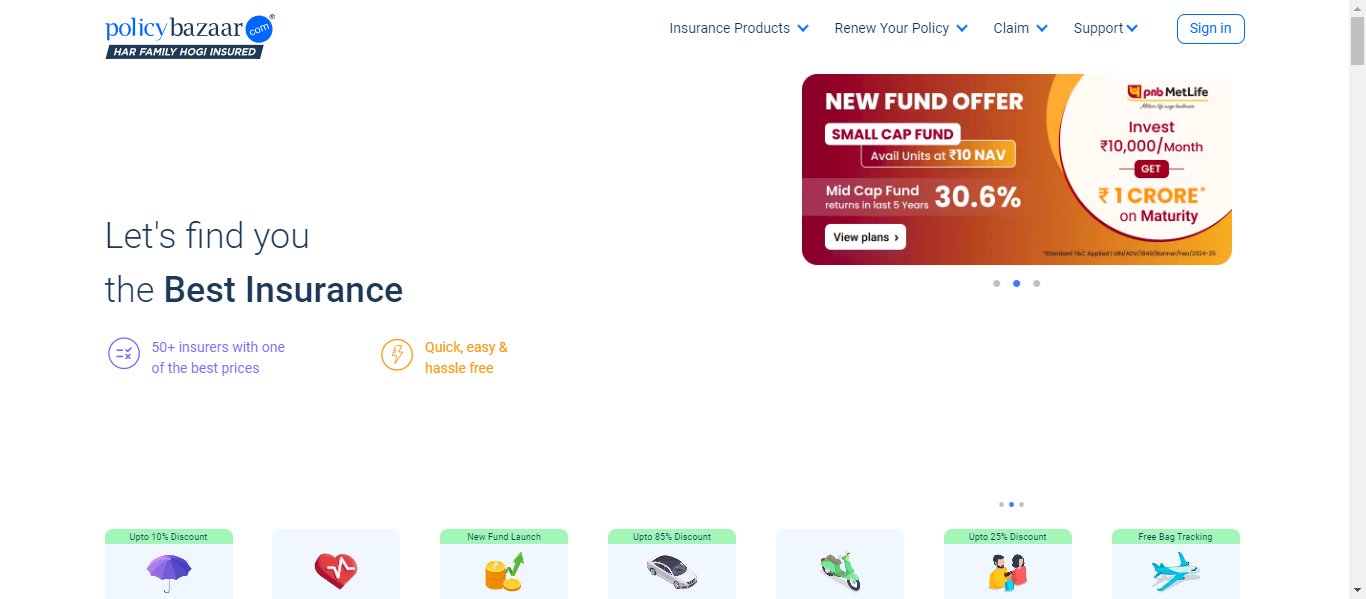 policybazaar.com®
HAR FAMILY HOGI INSURED
Insurance Products
Renew Your Policy
Claim
Support
Sign in
NEW FUND OFFER
SMALL CAP FUND
Avail Units at ₹10 NAV
Mid Cap Fund
returns in last 5 Years
30.6%
View plans ›
pnb MetLife
Milkar life aage badhaein
Invest
₹10,000/Month
GET
₹ 1 CRORE*
on Maturity
*Standard T&C Applied | UIN/ADV/1849/Banner/Feb/2024-25
Let's find you
the Best Insurance
50+ insurers with one
of the best prices
Quick, easy &
hassle free
Upto 10% Discount
New Fund Launch
Upto 85% Discount
Upto 25% Discount
Free Bag Tracking